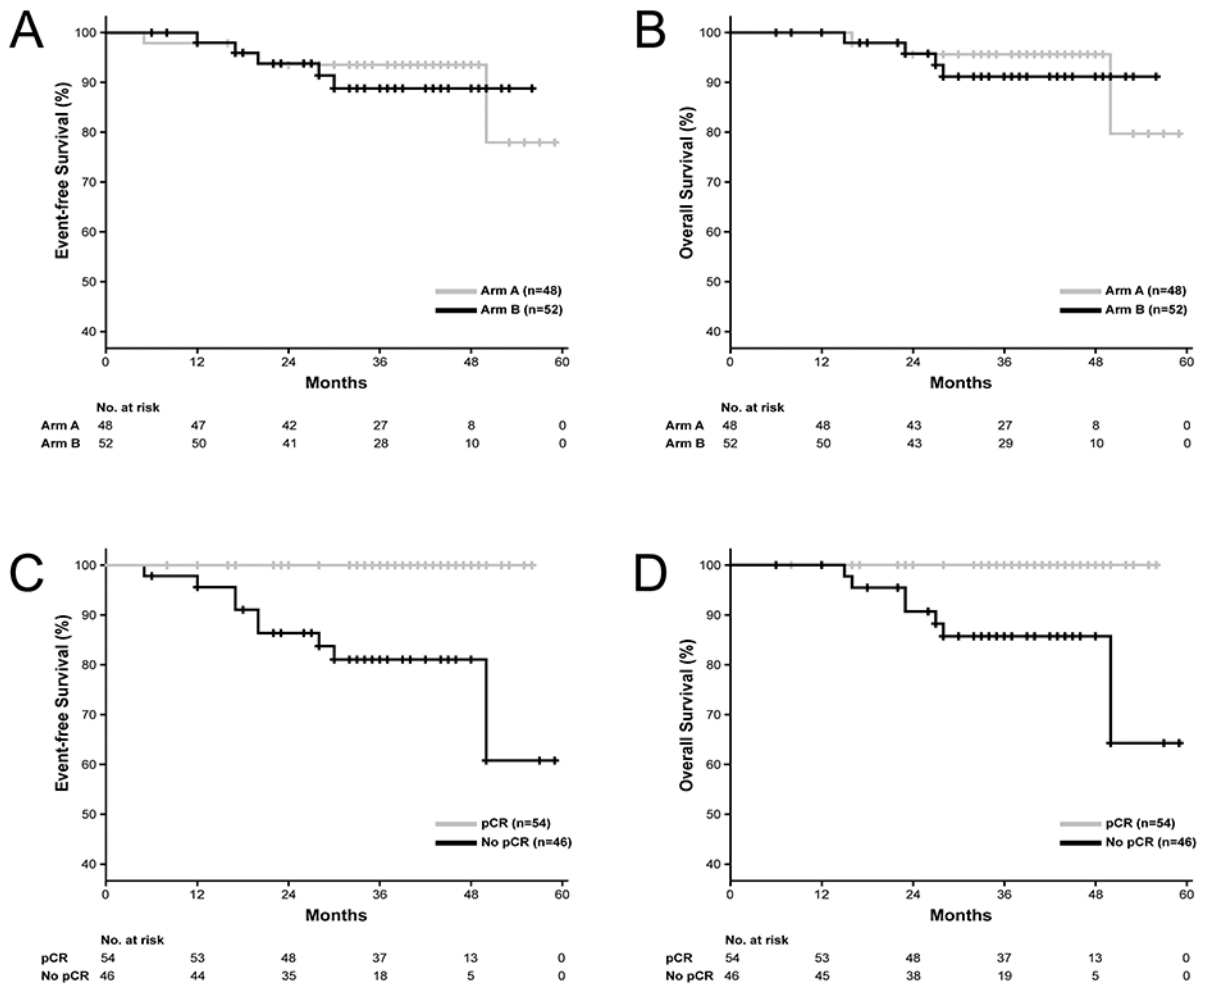 A
Event-free Survival (%)
100
90
80
70
60
50
40
Arm A (n=48)
Arm B (n=52)
0 12 24 36 48 60
Months
No. at risk
Arm A 48 47 42 27 8 0
Arm B 52 50 41 28 10 0
B
Overall Survival (%)
100
90
80
70
60
50
40
Arm A (n=48)
Arm B (n=52)
0 12 24 36 48 60
Months
No. at risk
Arm A 48 48 43 27 8 0
Arm B 52 50 43 29 10 0
C
Event-free Survival (%)
100
90
80
70
60
50
40
pCR (n=54)
No pCR (n=46)
0 12 24 36 48 60
Months
No. at risk
pCR 54 53 48 37 13 0
No pCR 46 44 35 18 5 0
D
Overall Survival (%)
100
90
80
70
60
50
40
pCR (n=54)
No pCR (n=46)
0 12 24 36 48 60
Months
No. at risk
pCR 54 53 48 37 13 0
No pCR 46 45 38 19 5 0